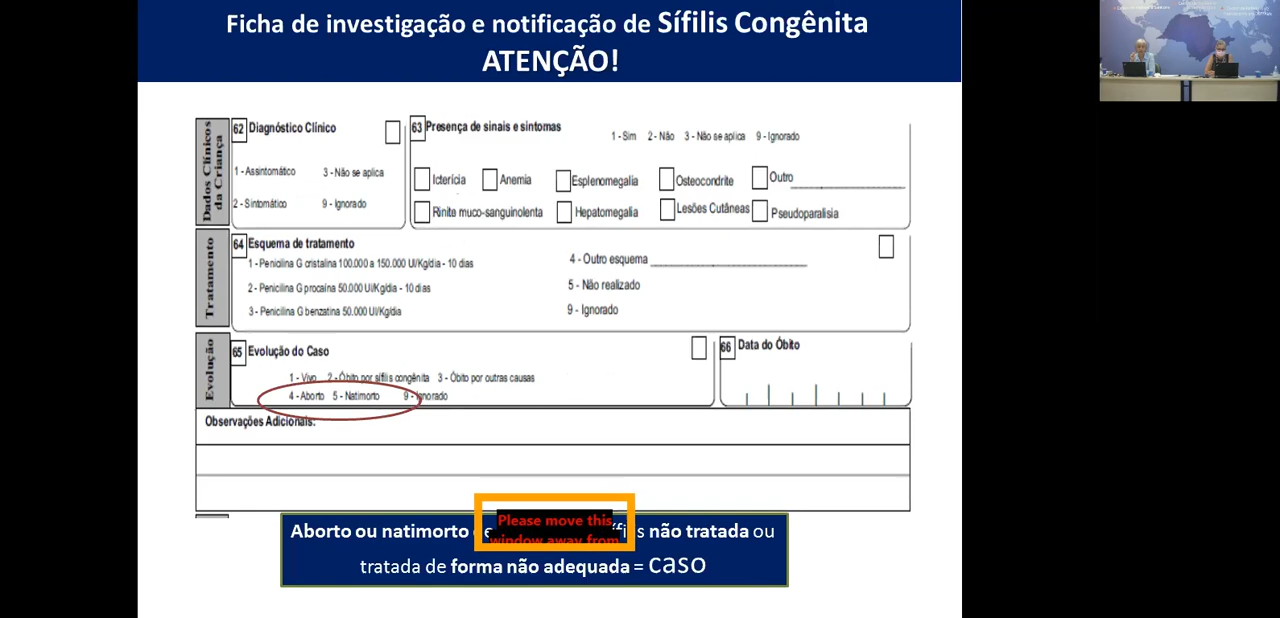 Ficha de investigação e notificação de Sífilis Congênita
ATENÇÃO!
Dados Clínicos da Criança
62 Diagnóstico Clínico
1 - Assintomático 3 - Não se aplica
2 - Sintomático 9 - Ignorado
63 Presença de sinais e sintomas 1 - Sim 2 - Não 3 - Não se aplica 9 - Ignorado
Icterícia Anemia Esplenomegalia Osteocondrite Outro
Rinite muco-sanguinolenta Hepatomegalia Lesões Cutâneas Pseudoparalisia
Tratamento
64 Esquema de tratamento
1 - Penicilina G cristalina 100.000 a 150.000 UI/Kg/dia - 10 dias 4 - Outro esquema
2 - Penicilina G procaína 50.000 UI/Kg/dia - 10 dias 5 - Não realizado
3 - Penicilina G benzatina 50.000 UI/Kg/dia 9 - Ignorado
Evolução
65 Evolução do Caso
1 - Vivo 2 - Óbito por sífilis congênita 3 - Óbito por outras causas
4 - Aborto 5 - Natimorto 9 - Ignorado
66 Data do Óbito
Observações Adicionais:
Aborto ou natimorto não tratada ou
Please move this
window away from
tratada de forma não adequada = caso